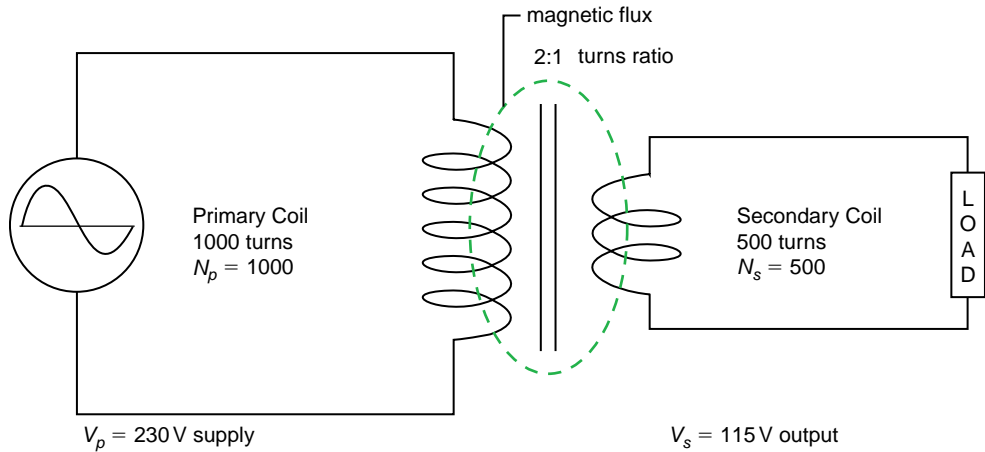 magnetic flux
2:1 turns ratio
Primary Coil
1000 turns
Nₚ = 1000
Secondary Coil
500 turns
Nₛ = 500
L
O
A
D
Vₚ = 230 V supply
Vₛ = 115 V output